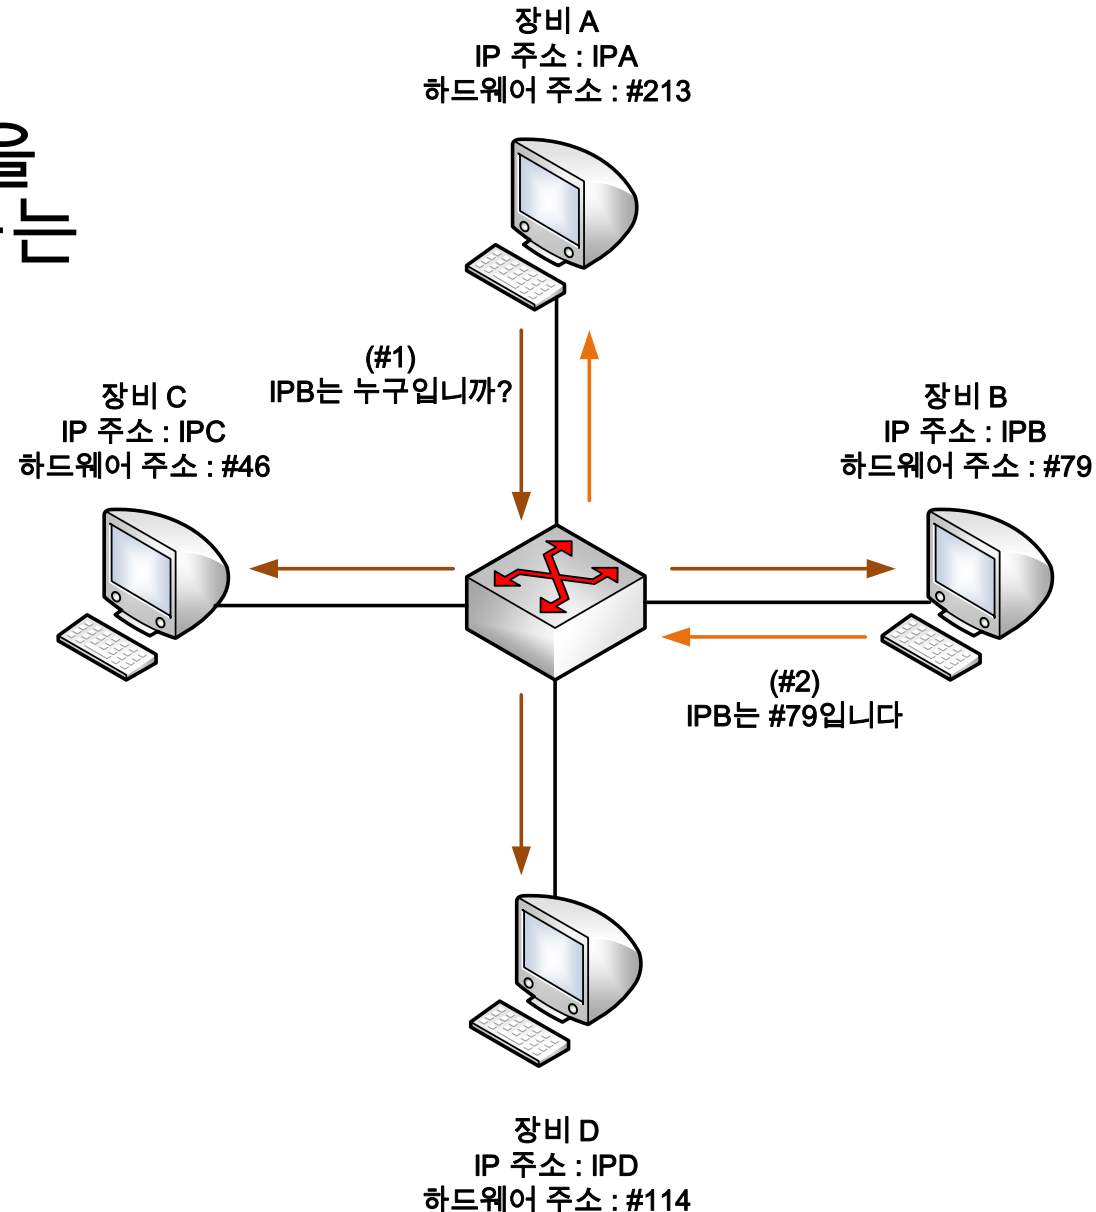 장비 A
IP 주소 : IPA
하드웨어 주소 : #213
을
는
(#1)
IPB는 누구입니까?
장비 C
IP 주소 : IPC
하드웨어 주소 : #46
장비 B
IP 주소 : IPB
하드웨어 주소 : #79
(#2)
IPB는 #79입니다
장비 D
IP 주소 : IPD
하드웨어 주소 : #114